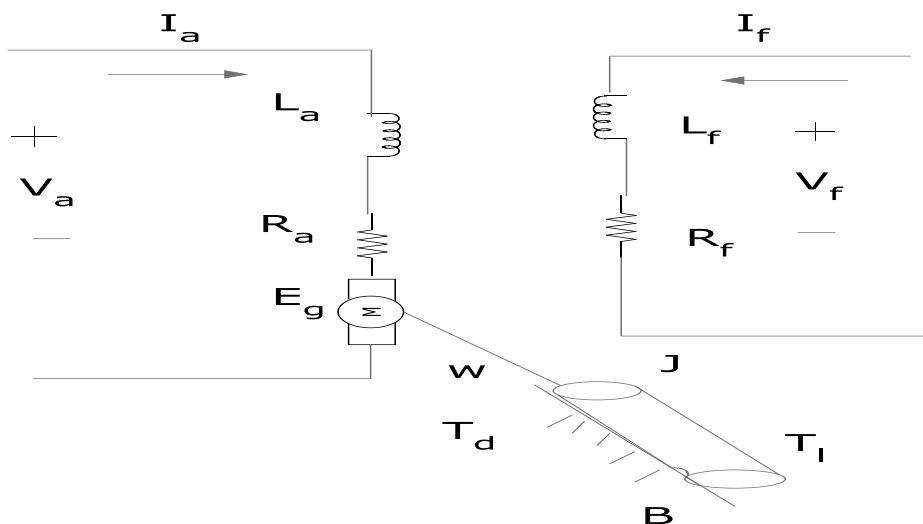 I_a
I_f
L_a
L_f
+
+
V_a
V_f
R_a
R_f
E_g
M
w
J
T_d
T_l
B